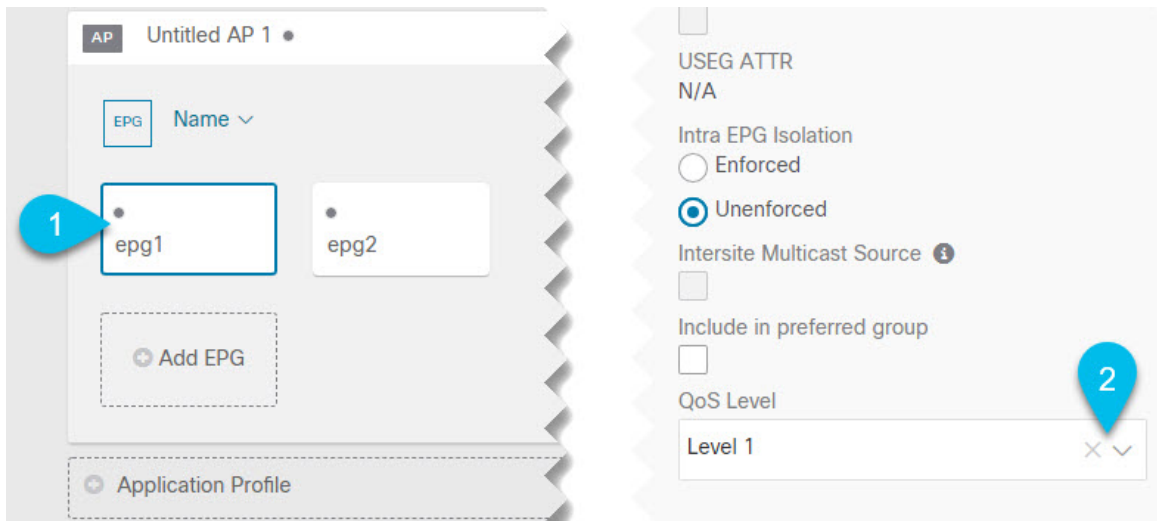 AP Untitled AP 1
EPG Name
1
epg1
epg2
Add EPG
Application Profile
USEG ATTR
N/A
Intra EPG Isolation
Enforced
Unenforced
Intersite Multicast Source i
Include in preferred group
2
QoS Level
Level 1